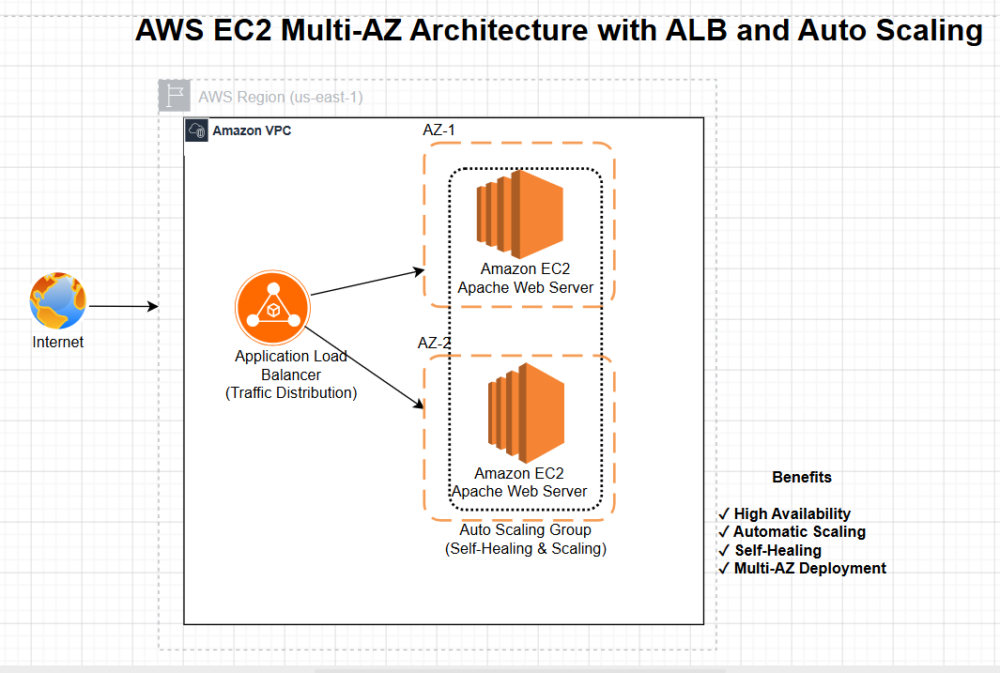 AWS EC2 Multi-AZ Architecture with ALB and Auto Scaling
AWS Region (us-east-1)
Amazon VPC
AZ-1
Amazon EC2
Apache Web Server
Internet
Application Load
Balancer
(Traffic Distribution)
AZ-2
Amazon EC2
Apache Web Server
Auto Scaling Group
(Self-Healing & Scaling)
Benefits
✓ High Availability
✓ Automatic Scaling
✓ Self-Healing
✓ Multi-AZ Deployment